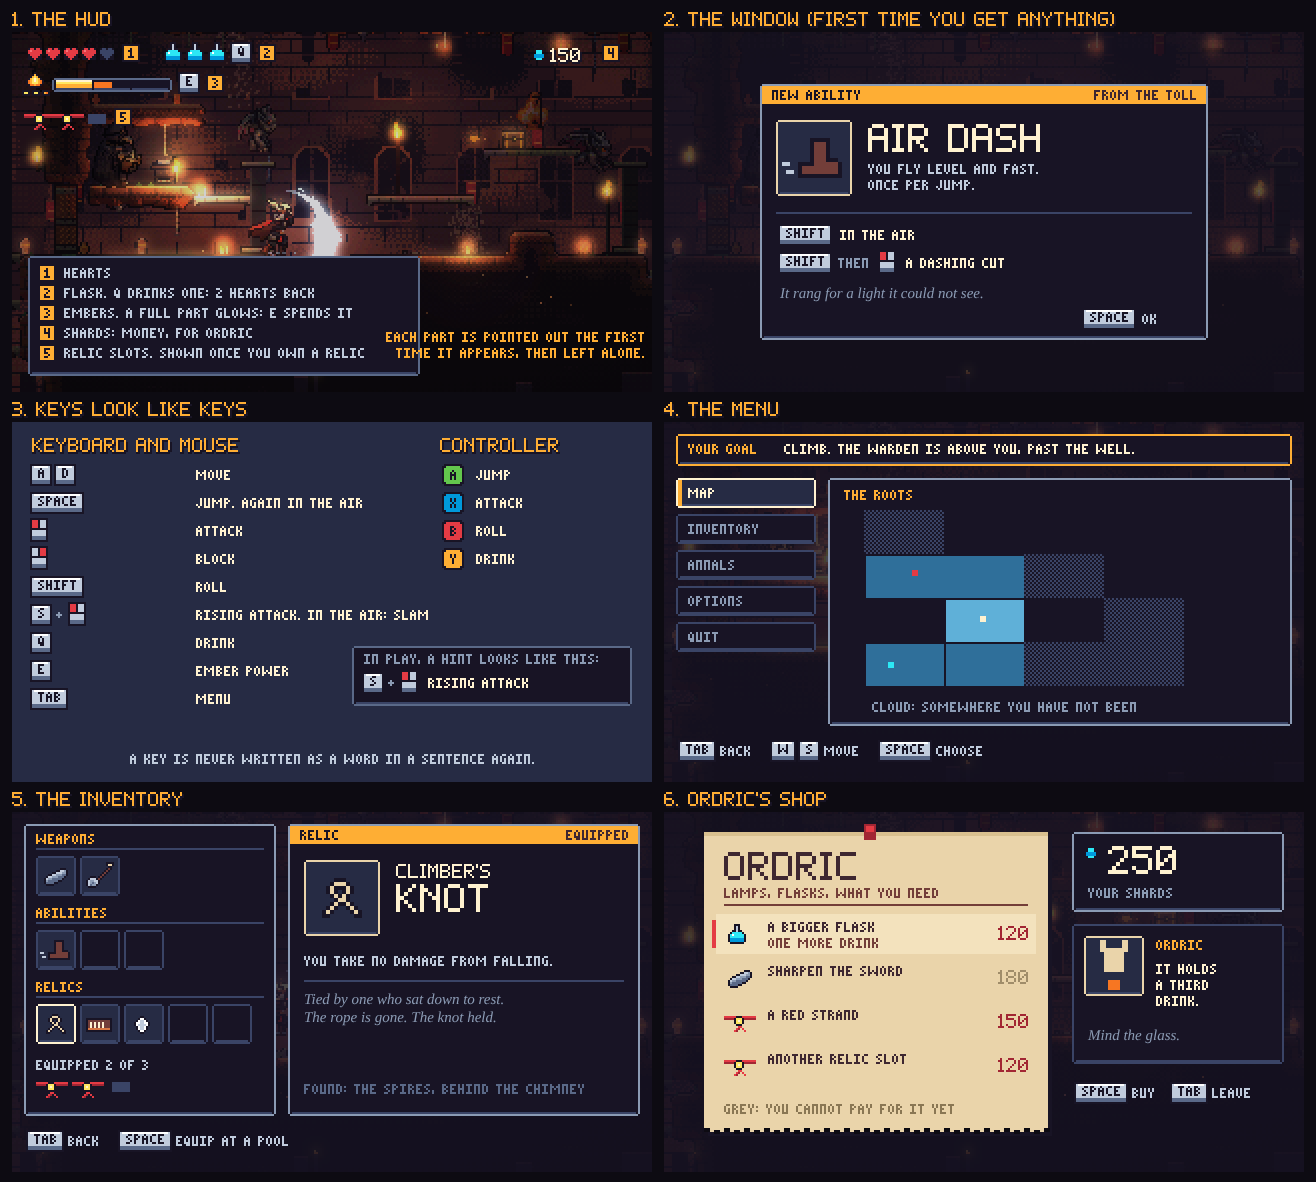 1. THE HUD
1
Q 2
150 4
E 3
5
1 HEARTS
2 FLASK. Q DRINKS ONE: 2 HEARTS BACK
3 EMBERS. A FULL PART GLOWS: E SPENDS IT
4 SHARDS: MONEY, FOR ORDRIC
5 RELIC SLOTS. SHOWN ONCE YOU OWN A RELIC
EACH PART IS POINTED OUT THE FIRST
TIME IT APPEARS, THEN LEFT ALONE.
2. THE WINDOW (FIRST TIME YOU GET ANYTHING)
NEW ABILITY
FROM THE TOLL
AIR DASH
YOU FLY LEVEL AND FAST.
ONCE PER JUMP.
SHIFT IN THE AIR
SHIFT THEN A DASHING CUT
It rang for a light it could not see.
SPACE OK
3. KEYS LOOK LIKE KEYS
KEYBOARD AND MOUSE
A D MOVE
SPACE JUMP. AGAIN IN THE AIR
ATTACK
BLOCK
SHIFT ROLL
S + RISING ATTACK. IN THE AIR: SLAM
Q DRINK
E EMBER POWER
TAB MENU
CONTROLLER
A JUMP
X ATTACK
B ROLL
Y DRINK
IN PLAY, A HINT LOOKS LIKE THIS:
S + RISING ATTACK
A KEY IS NEVER WRITTEN AS A WORD IN A SENTENCE AGAIN.
4. THE MENU
YOUR GOAL CLIMB. THE WARDEN IS ABOVE YOU, PAST THE WELL.
MAP
INVENTORY
ANNALS
OPTIONS
QUIT
THE ROOTS
CLOUD: SOMEWHERE YOU HAVE NOT BEEN
TAB BACK W S MOVE SPACE CHOOSE
5. THE INVENTORY
WEAPONS
ABILITIES
RELICS
EQUIPPED 2 OF 3
RELIC
EQUIPPED
CLIMBER'S
KNOT
YOU TAKE NO DAMAGE FROM FALLING.
Tied by one who sat down to rest.
The rope is gone. The knot held.
FOUND: THE SPIRES, BEHIND THE CHIMNEY
TAB BACK SPACE EQUIP AT A POOL
6. ORDRIC'S SHOP
ORDRIC
LAMPS, FLASKS, WHAT YOU NEED
A BIGGER FLASK
ONE MORE DRINK
120
SHARPEN THE SWORD 180
A RED STRAND 150
ANOTHER RELIC SLOT 120
GREY: YOU CANNOT PAY FOR IT YET
250
YOUR SHARDS
ORDRIC
IT HOLDS
A THIRD
DRINK.
Mind the glass.
SPACE BUY TAB LEAVE